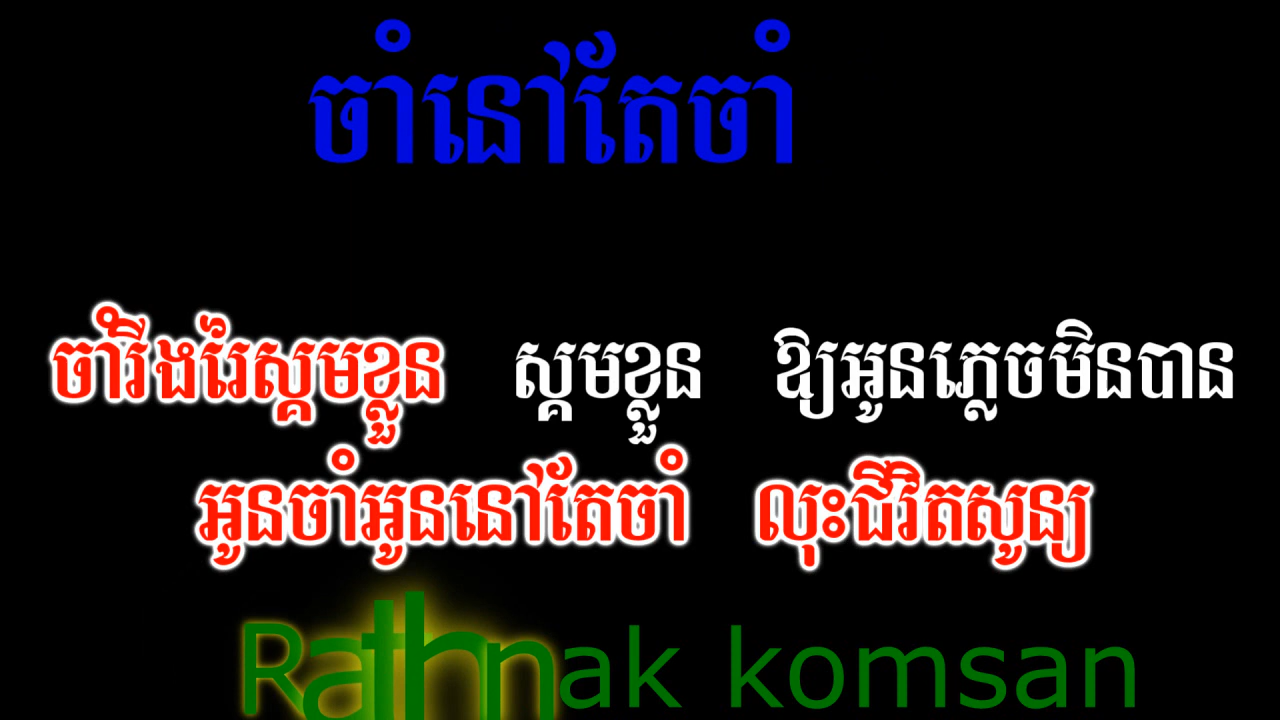 ចាំនៅតែចាំ
ចាំរីងរៃស្គមខ្លួន ស្គមខ្លួន ឱ្យអូនភ្លេចមិនបាន
អូនចាំអូននៅតែចាំ លុះជីវិតសូន្យ
Rathnak komsan